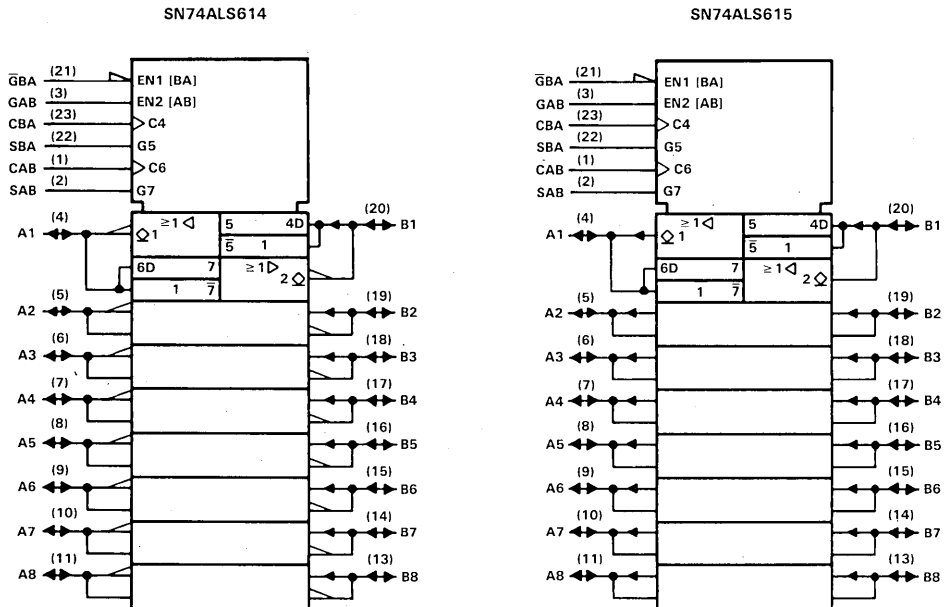 SN74ALS614
G̅BA (21) EN1 [BA]
GAB (3) EN2 [AB]
CBA (23) C4
SBA (22) G5
CAB (1) C6
SAB (2) G7
A1 (4) ≥1 ◁ 5 4D (20) B1
1 5̅ 1
6D 7 ≥1 ▷
1 7̅ 2
A2 (5) (19) B2
A3 (6) (18) B3
A4 (7) (17) B4
A5 (8) (16) B5
A6 (9) (15) B6
A7 (10) (14) B7
A8 (11) (13) B8
SN74ALS615
G̅BA (21) EN1 [BA]
GAB (3) EN2 [AB]
CBA (23) C4
SBA (22) G5
CAB (1) C6
SAB (2) G7
A1 (4) ≥1 ◁ 5 4D (20) B1
1 5̅ 1
6D 7 ≥1 ◁
1 7̅ 2
A2 (5) (19) B2
A3 (6) (18) B3
A4 (7) (17) B4
A5 (8) (16) B5
A6 (9) (15) B6
A7 (10) (14) B7
A8 (11) (13) B8